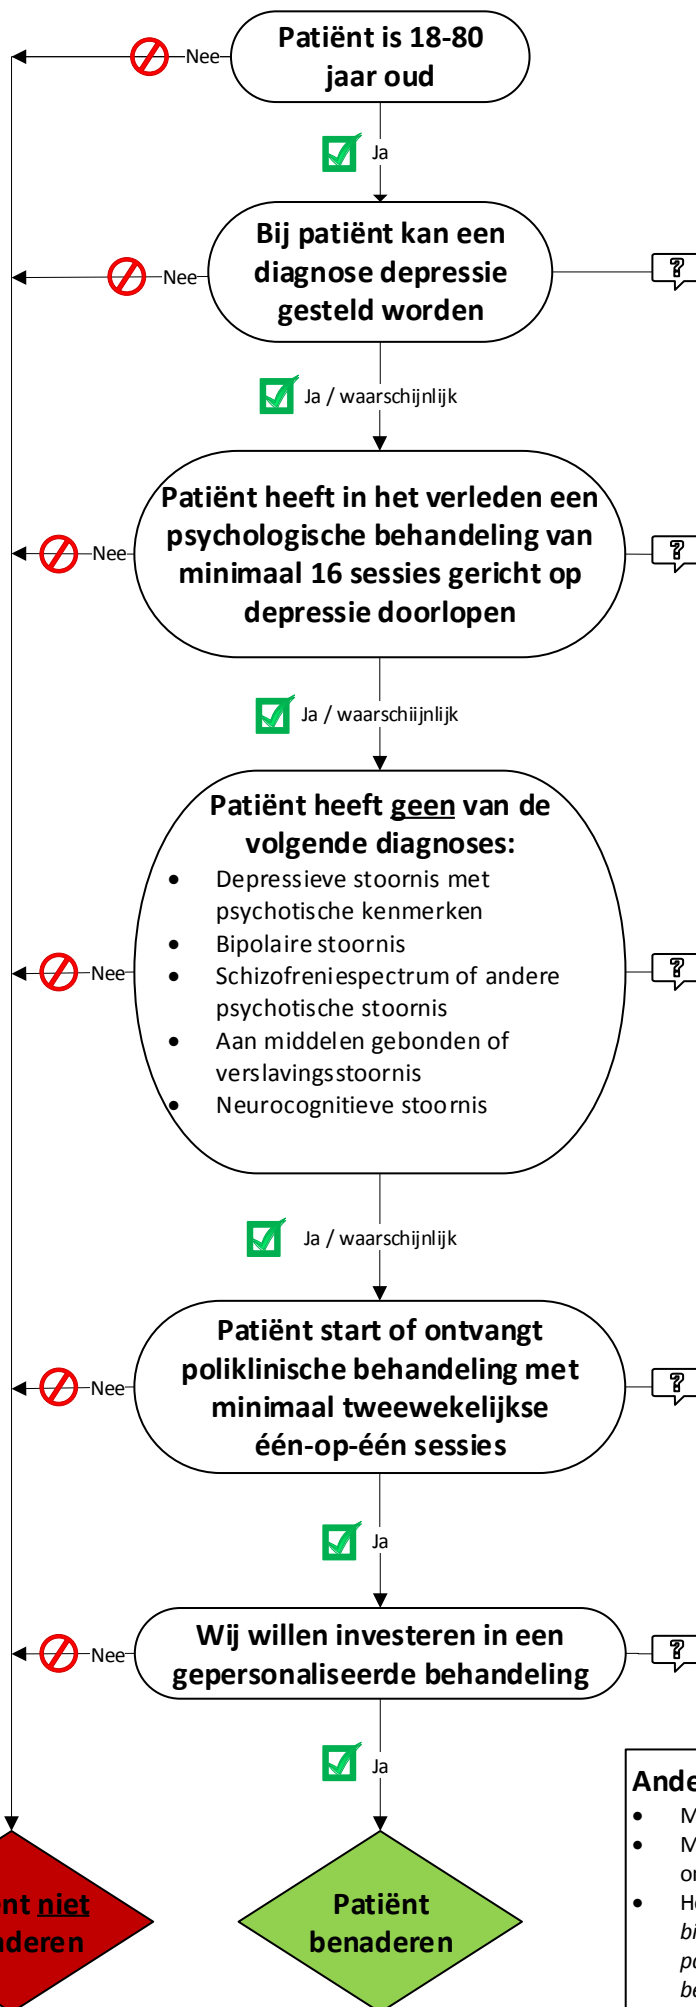 Patiënt is 18-80
jaar oud
Nee
Ja
Bij patiënt kan een
diagnose depressie
gesteld worden
Nee
?
Ja / waarschijnlijk
Patiënt heeft in het verleden een
psychologische behandeling van
minimaal 16 sessies gericht op
depressie doorlopen
Nee
?
Ja / waarschiijnlijk
Patiënt heeft geen van de
volgende diagnoses:
• Depressieve stoornis met
psychotische kenmerken
• Bipolaire stoornis
• Schizofreniespectrum of andere
psychotische stoornis
• Aan middelen gebonden of
verslavingsstoornis
• Neurocognitieve stoornis
Nee
?
Ja / waarschijnlijk
Patiënt start of ontvangt
poliklinische behandeling met
minimaal tweewekelijkse
één-op-één sessies
Nee
?
Ja
Wij willen investeren in een
gepersonaliseerde behandeling
Nee
?
Ja
niet
Patiënt
benaderen